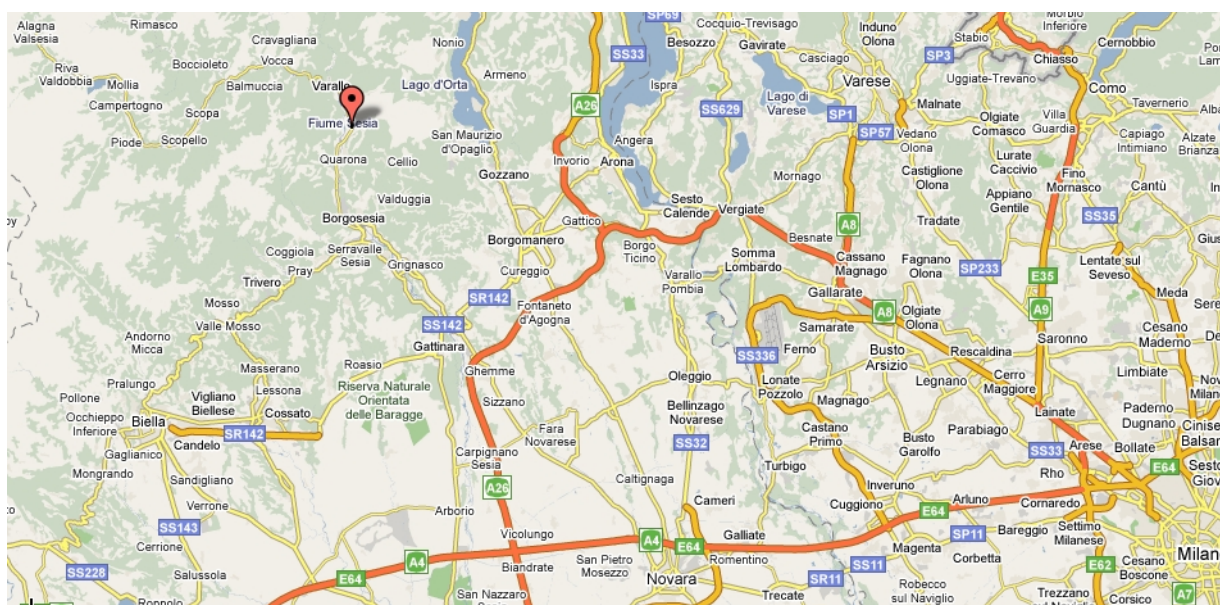 Alagna
Valsesia
Rimasco
Cravagliana
Nonio
SP69
Cocquio-Trevisago
Induno
Olona
Morbio
Inferiore
Stabio
Cernobbio
Riva
Valdobbia
Mollia
Boccioleto
Vocca
Balmuccia
Varallo
Lago d'Orta
Armeno
SS33
Besozzo
Gavirate
Casciago
SP3
Chiasso
Campertogno
Scopa
Fiume Sesia
A26
Ispra
SS629
Lago di
Varese
Varese
Uggiate-Trevano
Como
Malnate
Tavernerio
Piode
Scopello
San Maurizio
d'Opaglio
Angera
SP1
SP57
Vedano
Olona
Olgiate
Comasco
Villa
Guardia
Capiago
Intimiano
Alzate
Brianza
Quarona
Cellio
Gozzano
Invorio
Arona
Mornago
Castiglione
Olona
Lurate
Caccivio
Fino
Mornasco
Cantù
Valduggia
Sesto
Calende
Vergiate
Appiano
Gentile
Borgosesia
Gattico
A8
Tradate
SS35
Coggiola
Serravalle
Sesia
Borgomanero
Borgo
Ticino
Besnate
Somma
Lombardo
Cassano
Magnago
Fagnano
Olona
SP233
Lentate sul
Seveso
Pray
Grignasco
Cureggio
Varallo
Pombia
E35
Trivero
SR142
Gallarate
Meda
Mosso
Fontaneto
d'Agogna
A8
Olgiate
Olona
A9
Valle Mosso
SS142
Samarate
Cesano
Maderno
Andorno
Micca
Gattinara
SS336
Ferno
Busto
Arsizio
Rescaldina
Saronno
Masserano
Roasio
Ghemme
Oleggio
Lonate
Pozzolo
Legnano
Cerro
Maggiore
Limbiate
Pralungo
Pollone
Vigliano
Biellese
Lessona
Riserva Naturale
Orientata
delle Baragge
Sizzano
Magnago
Lainate
Occhieppo
Inferiore
Biella
Cossato
Bellinzago
Novarese
Castano
Primo
Parabiago
Paderno
Dugnano
SR142
Candelo
Fara
Novarese
SS32
Busto
Garolfo
SS33
Arese
Bollate
Gaglianico
Carpignano
Sesia
Turbigo
Rho
E64
Mongrando
Sandigliano
A26
Caltignaga
Inveruno
Arluno
Verrone
Cameri
Cuggiono
E64
Cornaredo
Arborio
SS143
Vicolungo
A4
Galliate
SP11
Bareggio
Settimo
Milanese
Cerrione
A4
Biandrate
San Pietro
Mosezzo
E64
Romentino
Magenta
Corbetta
Cesano
Boscone
SS228
Salussola
E64
Novara
SR11
SS11
E62
San Nazzaro
Trecate
Robecco
sul Naviglio
Trezzano
Corsico
A7